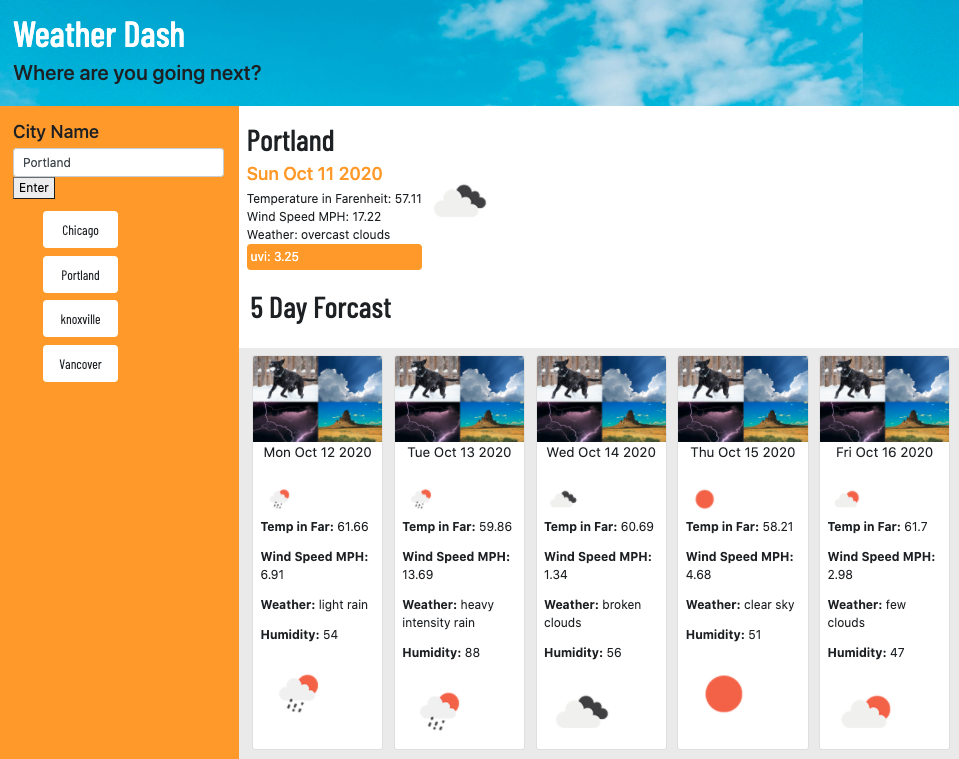 Weather Dash
Where are you going next?
City Name
Portland
Enter
Chicago
Portland
knoxville
Vancover
Portland
Sun Oct 11 2020
Temperature in Farenheit: 57.11
Wind Speed MPH: 17.22
Weather: overcast clouds
uvi: 3.25
5 Day Forcast
Mon Oct 12 2020
Temp in Far: 61.66
Wind Speed MPH:
6.91
Weather: light rain
Humidity: 54
Tue Oct 13 2020
Temp in Far: 59.86
Wind Speed MPH:
13.69
Weather: heavy
intensity rain
Humidity: 88
Wed Oct 14 2020
Temp in Far: 60.69
Wind Speed MPH:
1.34
Weather: broken
clouds
Humidity: 56
Thu Oct 15 2020
Temp in Far: 58.21
Wind Speed MPH:
4.68
Weather: clear sky
Humidity: 51
Fri Oct 16 2020
Temp in Far: 61.7
Wind Speed MPH:
2.98
Weather: few
clouds
Humidity: 47